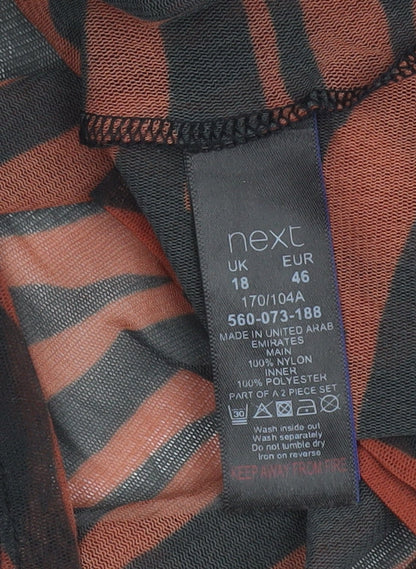 next
UK EUR
18 46
170/104A
560-073-188
MADE IN UNITED ARAB
EMIRATES
MAIN
100% NYLON
INNER
100% POLYESTER
PART OF A 2 PIECE SET
30
Wash inside out
Wash separately
Do not tumble dry
Iron on reverse
KEEP AWAY FROM FIRE